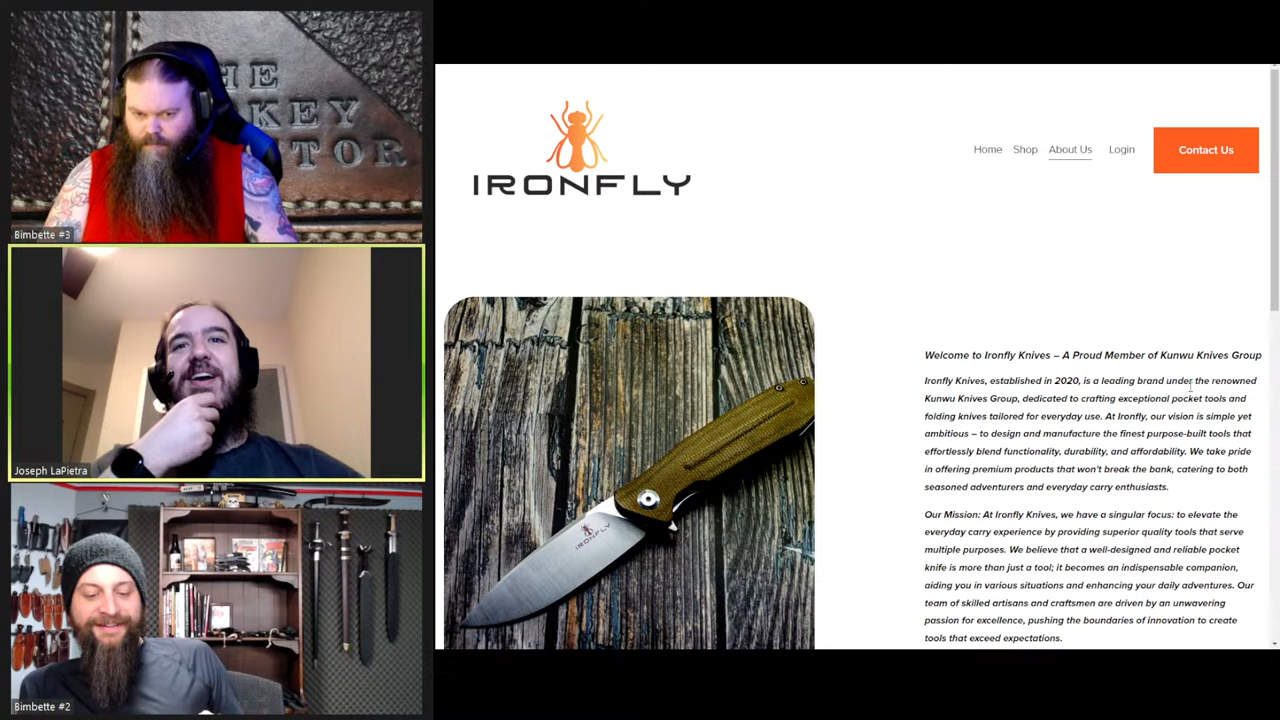 HE
KEY
TOR
Bimbette #3
Joseph LaPietra
Bimbette #2
IRONFLY
Home
Shop
About Us
Login
Contact Us
IRONFLY
Welcome to Ironfly Knives – A Proud Member of Kunwu Knives Group
Ironfly Knives, established in 2020, is a leading brand under the renowned
Kunwu Knives Group, dedicated to crafting exceptional pocket tools and
folding knives tailored for everyday use. At Ironfly, our vision is simple yet
ambitious – to design and manufacture the finest purpose-built tools that
effortlessly blend functionality, durability, and affordability. We take pride
in offering premium products that won't break the bank, catering to both
seasoned adventurers and everyday carry enthusiasts.
Our Mission: At Ironfly Knives, we have a singular focus: to elevate the
everyday carry experience by providing superior quality tools that serve
multiple purposes. We believe that a well-designed and reliable pocket
knife is more than just a tool; it becomes an indispensable companion,
aiding you in various situations and enhancing your daily adventures. Our
team of skilled artisans and craftsmen are driven by an unwavering
passion for excellence, pushing the boundaries of innovation to create
tools that exceed expectations.